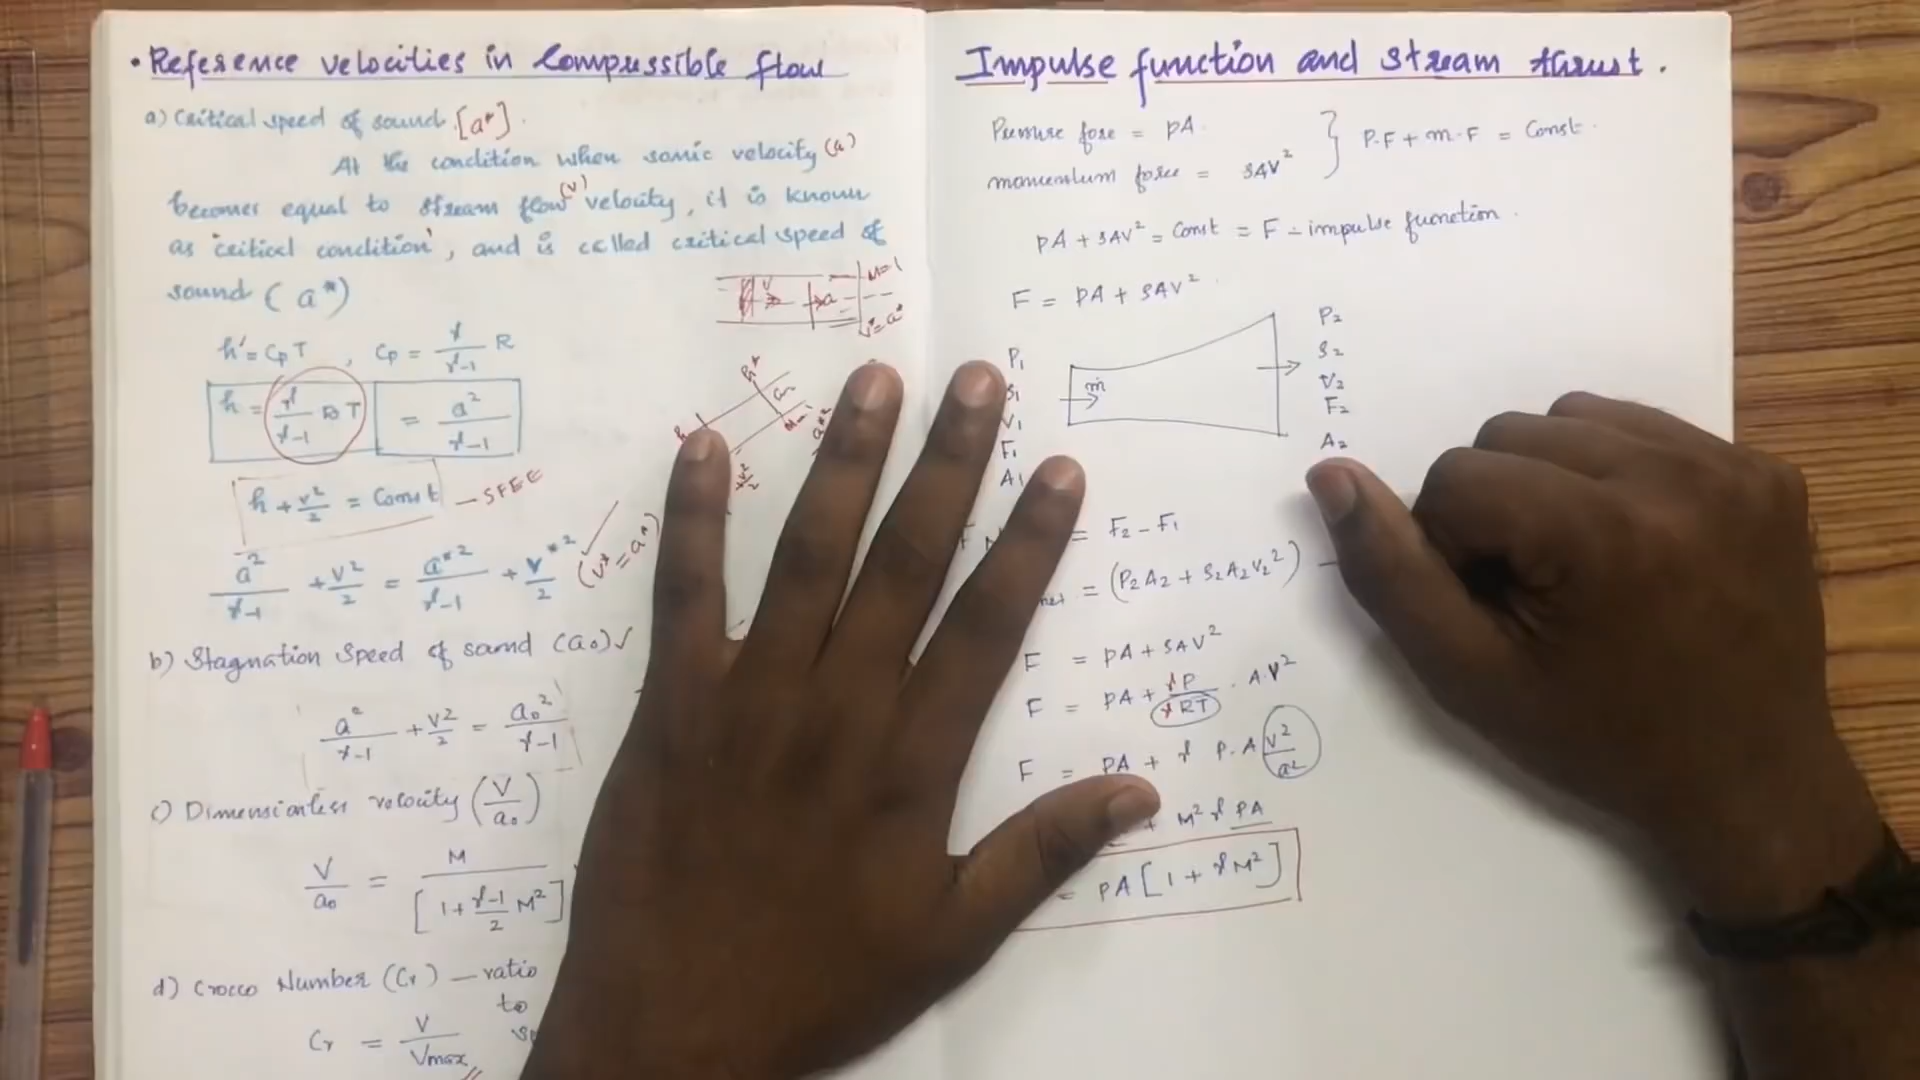 • Reference velocities in Compressible flow
a) Critical speed of sound. [a*].
At the condition when sonic velocity (a)
becomes equal to stream flow (v) velocity, it is known
as 'critical condition', and is called critical speed of
sound ( a* )
M=1
V a
V*=a*
h = CpT , Cp = γ/γ-1 R
h = γ/γ-1 RT = a²/γ-1
h + v²/2 = Const — SFEE
a²/γ-1 + v²/2 = a*²/γ-1 + v*²/2 (v*=a*)
b) Stagnation Speed of sound (a₀) ✓
a²/γ-1 + v²/2 = a₀²/γ-1
c) Dimensionless velocity (V/a₀)
V/a₀ = M/[1+ γ-1/2 M²]
d) Crocco Number (Cr) — ratio
to
Cr = V/Vmax
Impulse function and stream thrust.
Pressure force = PA.
momentum force = ρAV² } P.F + m.F = Const.
PA + ρAV² = Const = F - impulse function.
F = PA + ρAV².
P₁
ρ₁
V₁
F₁
A₁
ṁ
P₂
ρ₂
V₂
F₂
A₂
= F₂ - F₁
net = (P₂A₂ + ρ₂A₂V₂²) -
F = PA + ρAV²
F = PA + γP/γRT . A.V²
F = PA + γ P.A V²/a²
+ M²γ PA
= PA [1 + γM²]